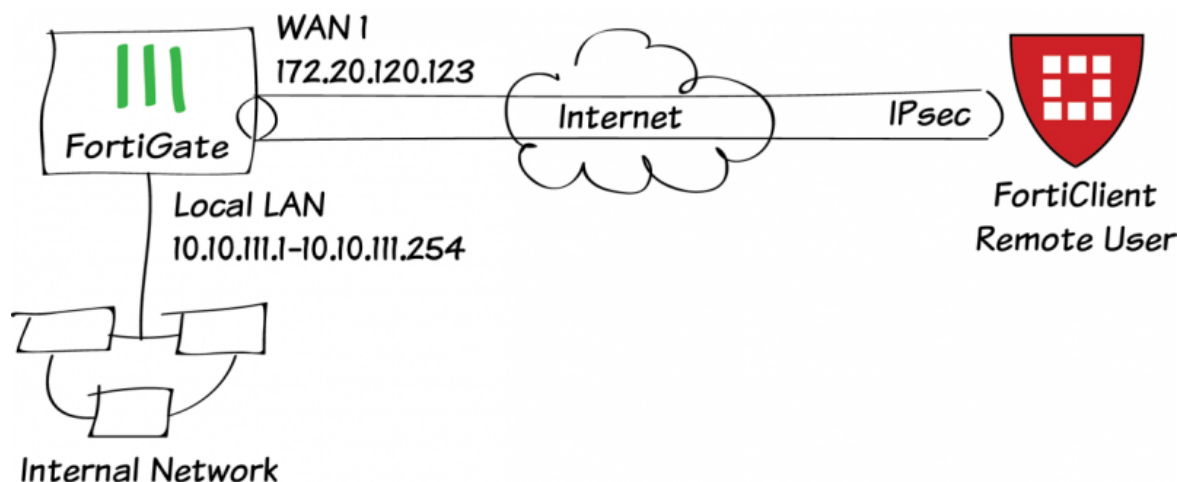 WAN 1
172.20.120.123
FortiGate
Internet
IPsec
Local LAN
10.10.111.1-10.10.111.254
FortiClient
Remote User
Internal Network